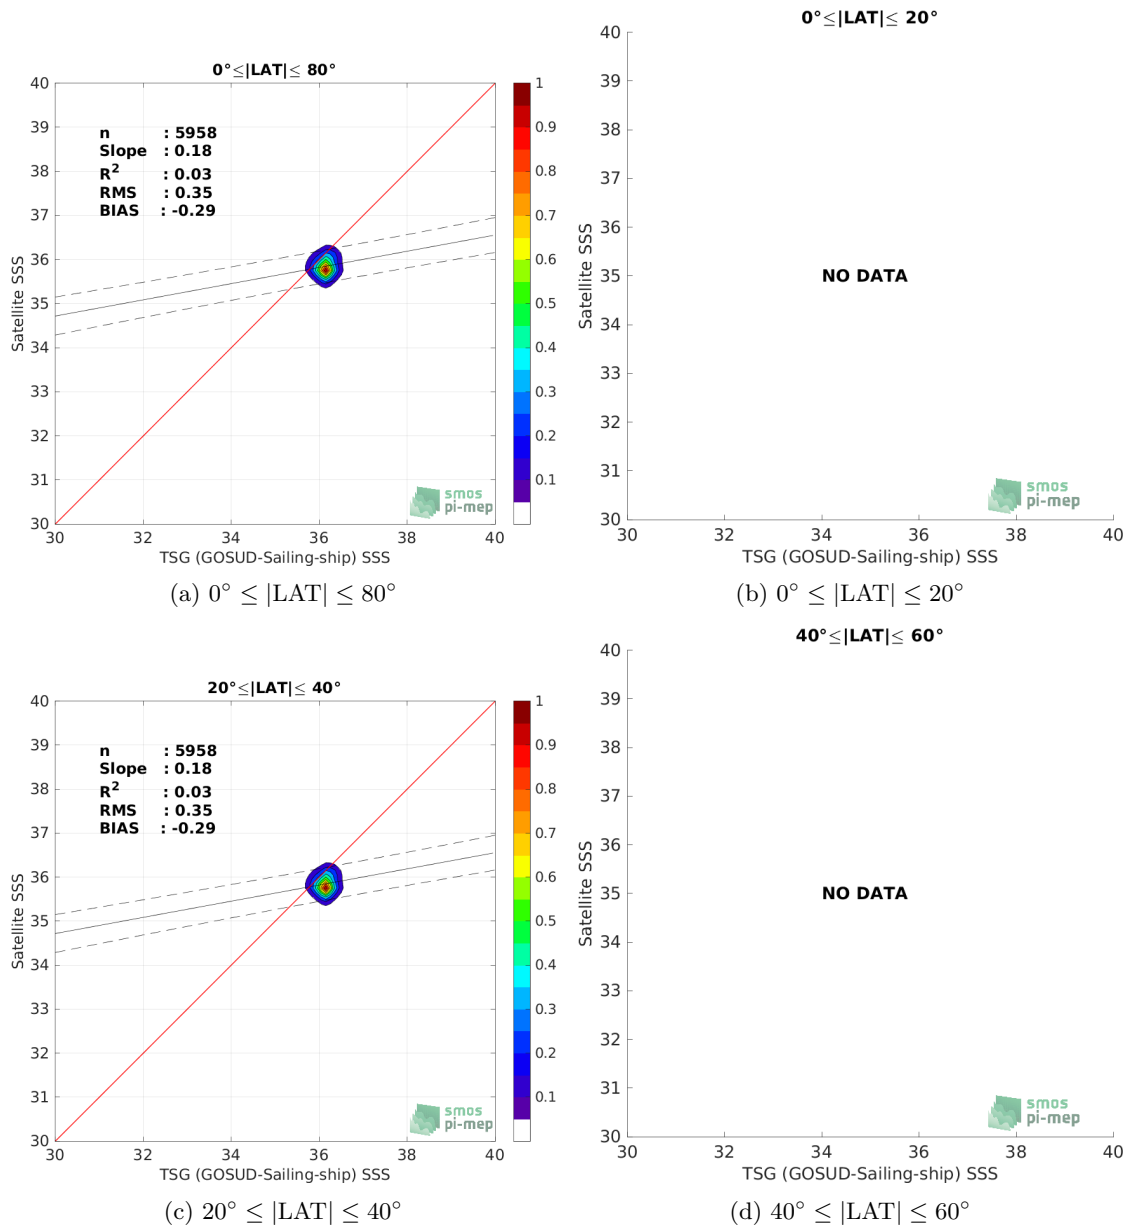 0°≤|LAT|≤ 80°
40
39
38
37
36
35
34
33
32
31
30
Satellite SSS
n : 5958
Slope : 0.18
R2 : 0.03
RMS : 0.35
BIAS : -0.29
smos
pi-mep
30 32 34 36 38 40
TSG (GOSUD-Sailing-ship) SSS
1
0.9
0.8
0.7
0.6
0.5
0.4
0.3
0.2
0.1
(a) 0° ≤ |LAT| ≤ 80°
0°≤|LAT|≤ 20°
40
39
38
37
36
35
34
33
32
31
30
Satellite SSS
NO DATA
smos
pi-mep
30 32 34 36 38 40
TSG (GOSUD-Sailing-ship) SSS
(b) 0° ≤ |LAT| ≤ 20°
20°≤|LAT|≤ 40°
40
39
38
37
36
35
34
33
32
31
30
Satellite SSS
n : 5958
Slope : 0.18
R2 : 0.03
RMS : 0.35
BIAS : -0.29
smos
pi-mep
30 32 34 36 38 40
TSG (GOSUD-Sailing-ship) SSS
1
0.9
0.8
0.7
0.6
0.5
0.4
0.3
0.2
0.1
(c) 20° ≤ |LAT| ≤ 40°
40°≤|LAT|≤ 60°
40
39
38
37
36
35
34
33
32
31
30
Satellite SSS
NO DATA
smos
pi-mep
30 32 34 36 38 40
TSG (GOSUD-Sailing-ship) SSS
(d) 40° ≤ |LAT| ≤ 60°